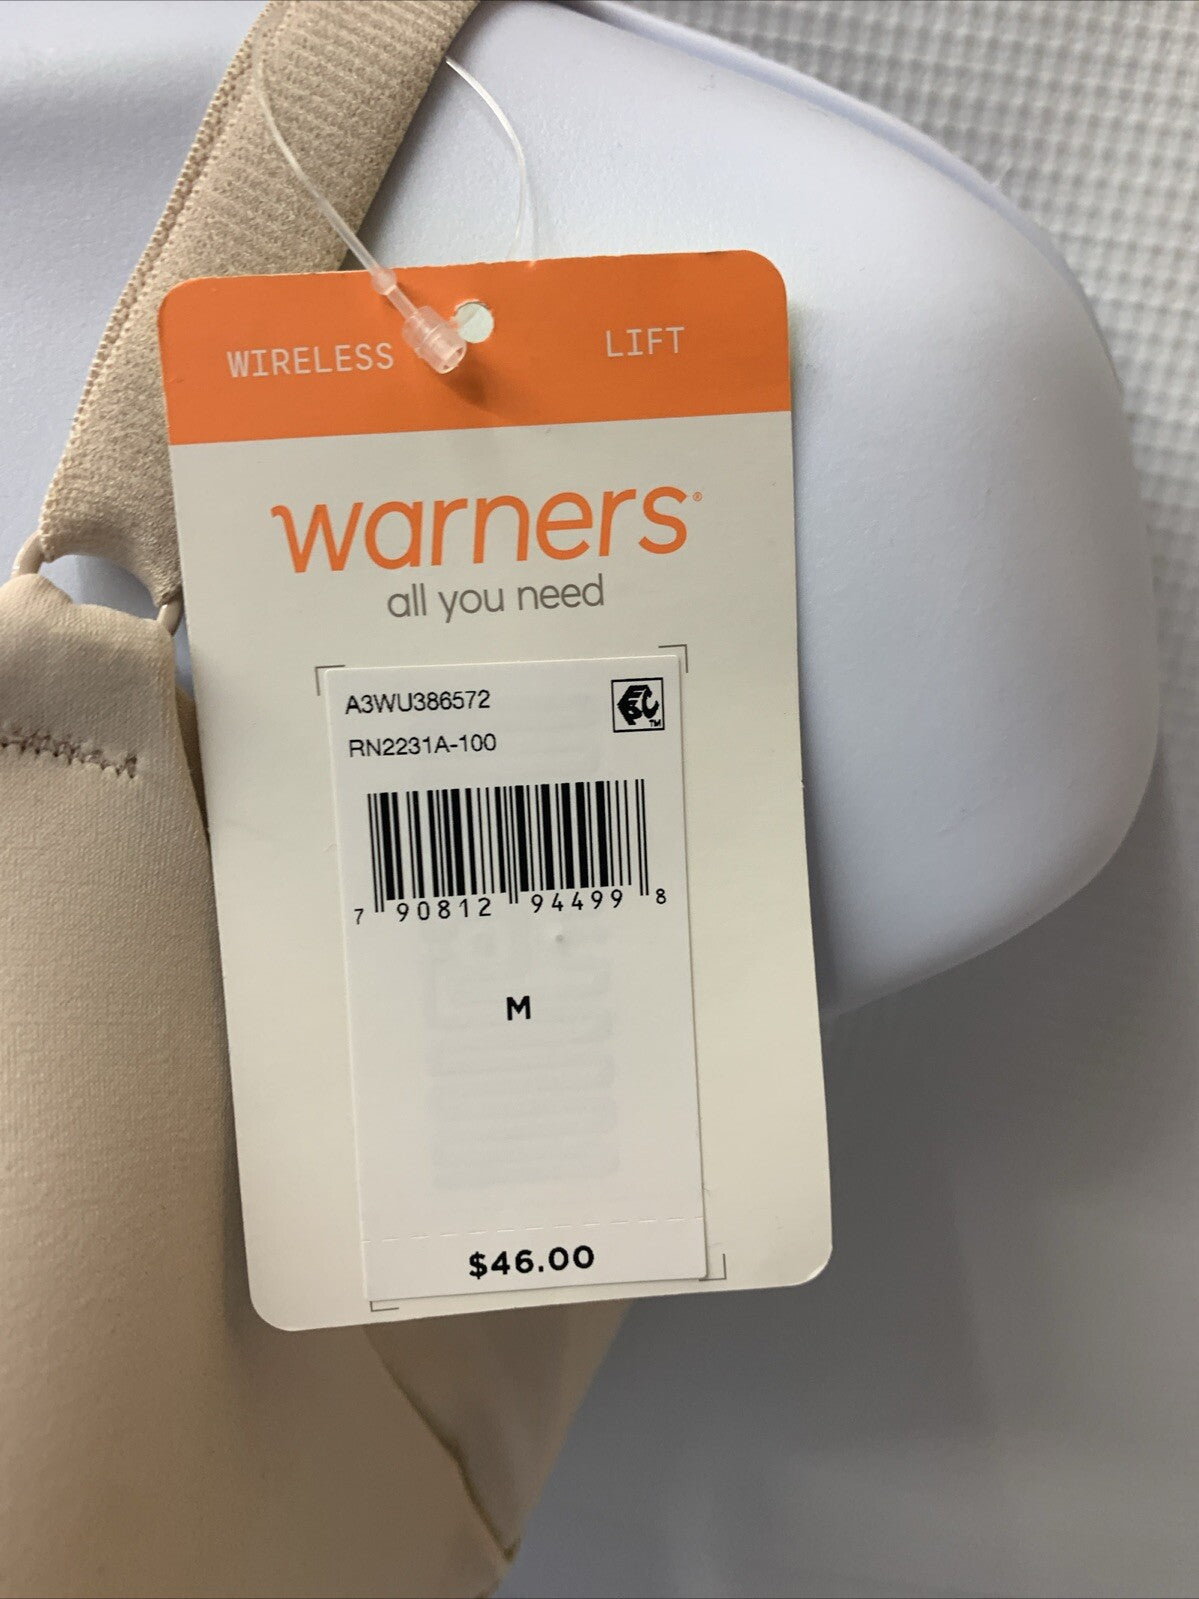 WIRELESS LIFT
warners®
all you need
A3WU386572
RN2231A-100
7 90812 94499 8
M
$46.00